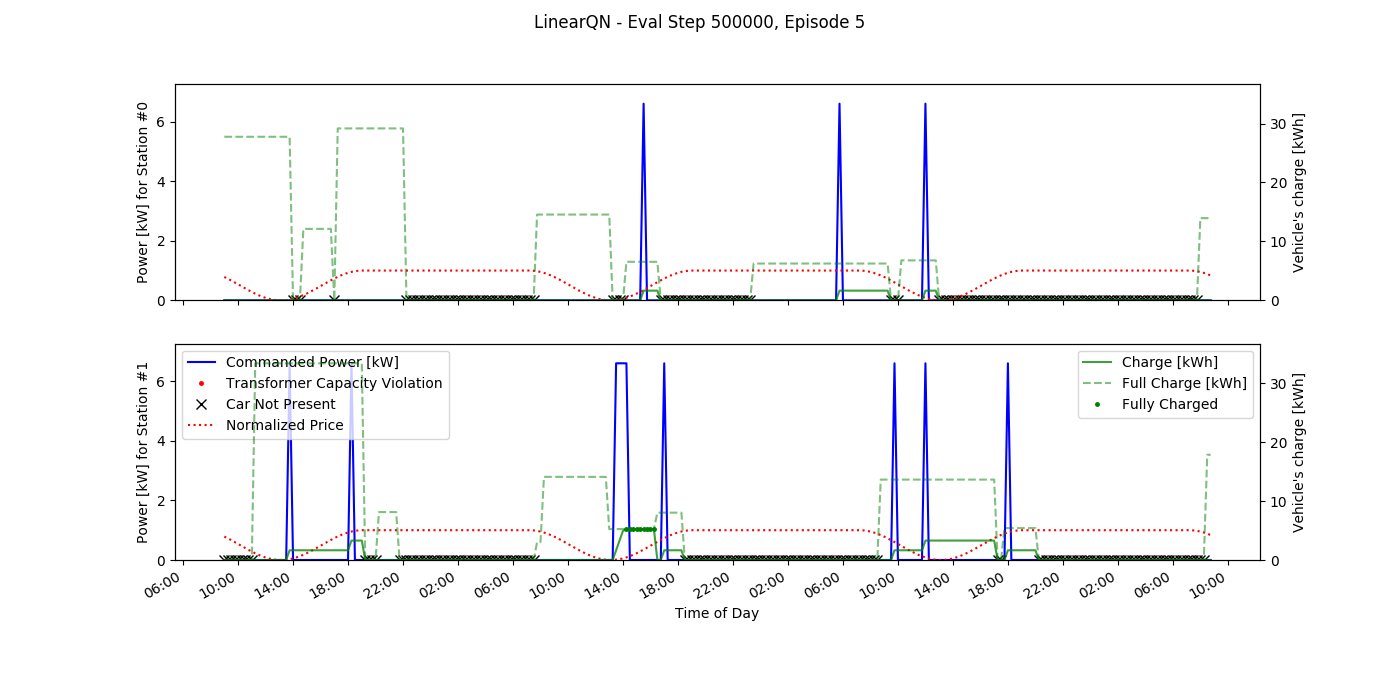 LinearQN - Eval Step 500000, Episode 5
Power [kW] for Station #0
0
2
4
6
0
10
20
30
Vehicle's charge [kWh]
Power [kW] for Station #1
0
2
4
6
Commanded Power [kW]
Transformer Capacity Violation
Car Not Present
Normalized Price
Charge [kWh]
Full Charge [kWh]
Fully Charged
0
10
20
30
Vehicle's charge [kWh]
06:00
10:00
14:00
18:00
22:00
02:00
06:00
10:00
14:00
18:00
22:00
02:00
06:00
10:00
14:00
18:00
22:00
02:00
06:00
10:00
Time of Day